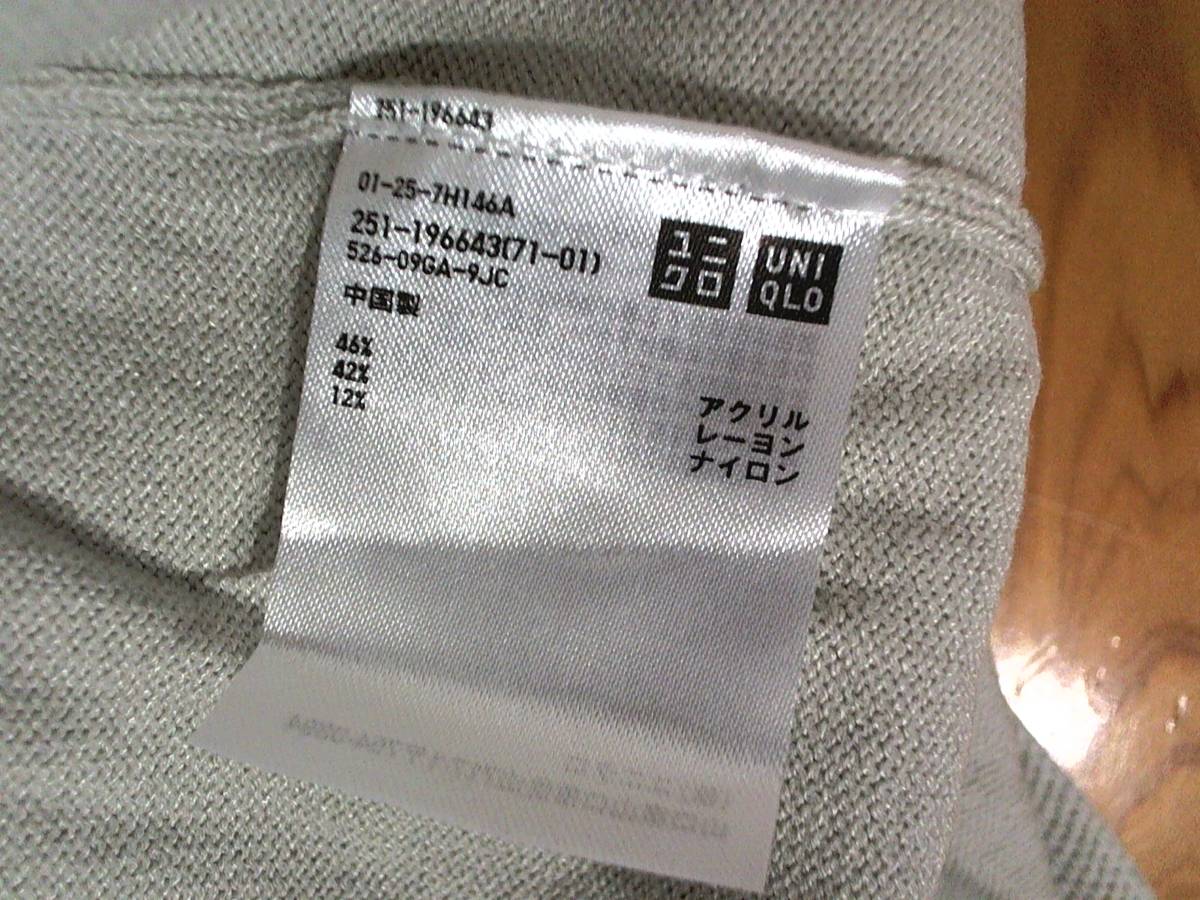 251-196643
01-25-7H146A
251-196643(71-01)
526-09GA-9JC
中国製
ユニ
クロ
UNI
QLO
46% アクリル
42% レーヨン
12% ナイロン